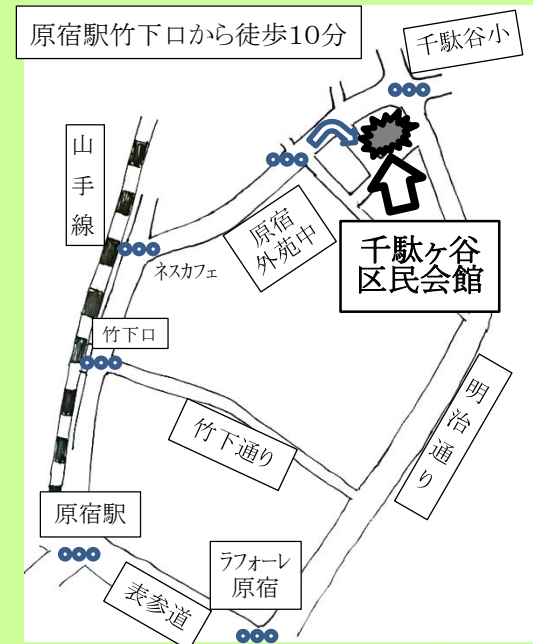 原宿駅竹下口から徒歩10分
千駄谷小
山手線
原宿
外苑中
千駄ヶ谷
区民会館
ネスカフェ
竹下口
明治通り
竹下通り
原宿駅
ラフォーレ
原宿
表参道